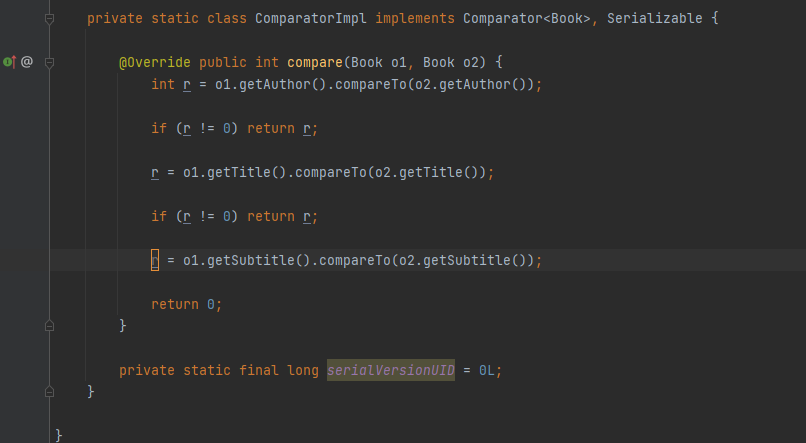 private static class ComparatorImpl implements Comparator<Book>, Serializable {
@ @Override public int compare(Book o1, Book o2) {
int r = o1.getAuthor().compareTo(o2.getAuthor());
if (r != 0) return r;
r = o1.getTitle().compareTo(o2.getTitle());
if (r != 0) return r;
r = o1.getSubtitle().compareTo(o2.getSubtitle());
return 0;
}
private static final long serialVersionUID = 0L;
}
}